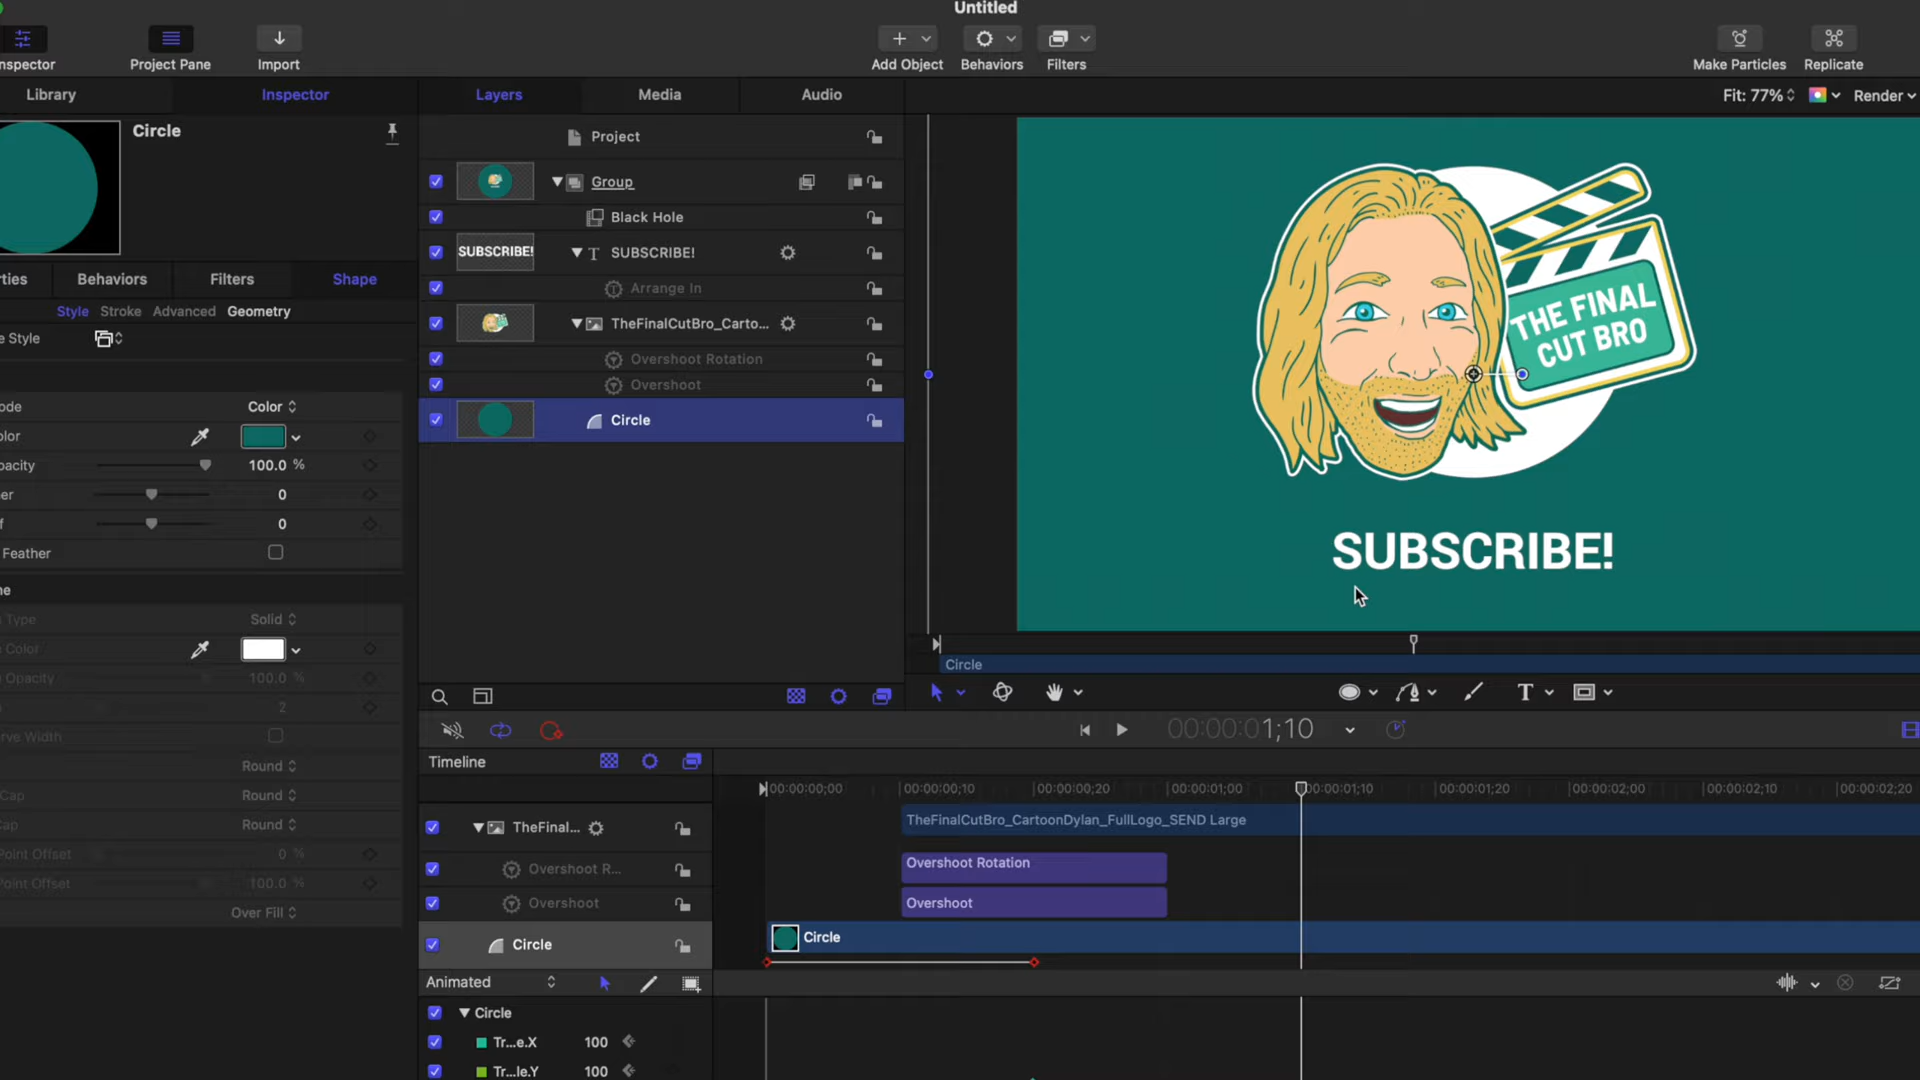 Untitled
nspector
Project Pane
Import
Add Object
Behaviors
Filters
Make Particles
Replicate
Library
Inspector
Layers
Media
Audio
Fit: 77%
Render
Circle
Project
Group
Black Hole
SUBSCRIBE!
SUBSCRIBE!
Arrange In
TheFinalCutBro_Carto...
Overshoot Rotation
Overshoot
Circle
rties
Behaviors
Filters
Shape
Style
Stroke
Advanced
Geometry
e Style
ode
Color
olor
pacity
100.0 %
er
0
f
0
Feather
ne
Type
Solid
Color
Opacity
100.0 %
2
rve Width
Round
Cap
Round
ap
Round
Point Offset
0 %
Point Offset
100.0 %
Over Fill
THE FINAL
CUT BRO
SUBSCRIBE!
Circle
T
00:00:01;10
Timeline
00:00:00;00
00:00:00;10
00:00:00;20
00:00:01;00
00:00:01;10
00:00:01;20
00:00:02;00
00:00:02;10
00:00:02;20
TheFinal...
TheFinalCutBro_CartoonDylan_FullLogo_SEND Large
Overshoot R...
Overshoot Rotation
Overshoot
Overshoot
Circle
Circle
Animated
Circle
Tr...e.X
100
Tr...le.Y
100